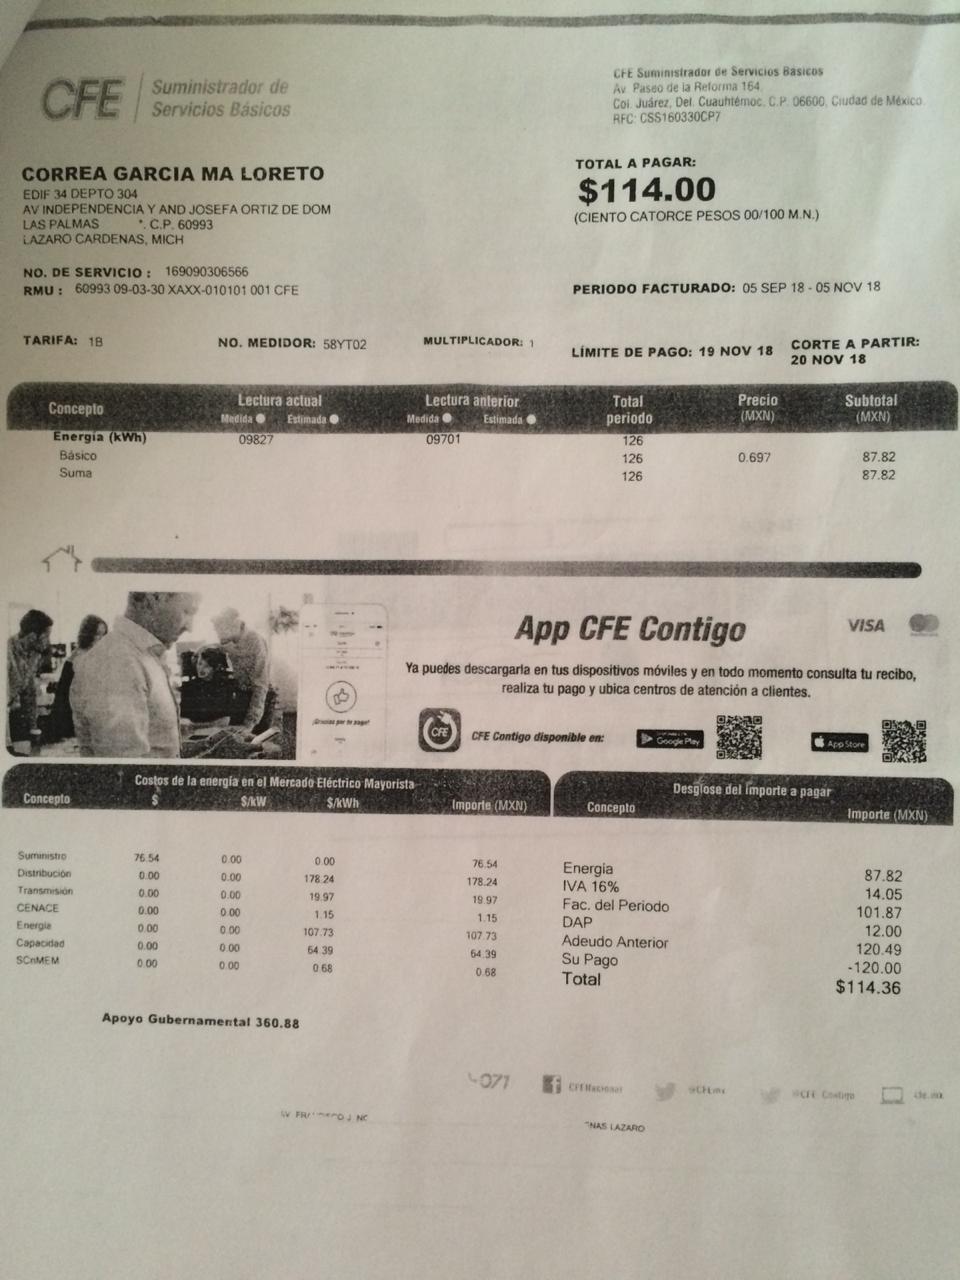 CFE
Suministrador de
Servicios Básicos
CFE Suministrador de Servicios Básicos
Av. Paseo de la Reforma 164,
Col. Juárez, Del. Cuauhtémoc, C.P. 06600, Ciudad de México.
RFC: CSS160330CP7
CORREA GARCIA MA LORETO
EDIF 34 DEPTO 304
AV INDEPENDENCIA Y AND JOSEFA ORTIZ DE DOM
LAS PALMAS *. C.P. 60993
LAZARO CARDENAS, MICH
TOTAL A PAGAR:
$114.00
(CIENTO CATORCE PESOS 00/100 M.N.)
NO. DE SERVICIO : 169090306566
RMU : 60993 09-03-30 XAXX-010101 001 CFE
PERIODO FACTURADO: 05 SEP 18 - 05 NOV 18
TARIFA: 1B NO. MEDIDOR: 58YT02 MULTIPLICADOR: 1
LÍMITE DE PAGO: 19 NOV 18
CORTE A PARTIR:
20 NOV 18
Concepto Lectura actual Lectura anterior Total periodo Precio (MXN) Subtotal (MXN)
Medida Estimada Medida Estimada
Energía (kWh) 09827 09701 126
Básico 126 0.697 87.82
Suma 126 87.82
App CFE Contigo
VISA
Ya puedes descargarla en tus dispositivos móviles y en todo momento consulta tu recibo,
realiza tu pago y ubica centros de atención a clientes.
¡Gracias por tu pago!
CFE
CFE Contigo disponible en:
Google Play
App Store
Costos de la energía en el Mercado Eléctrico Mayorista
Concepto $ $/kW $/kWh Importe (MXN)
Suministro 76.54 0.00 0.00 76.54
Distribución 0.00 0.00 178.24 178.24
Transmisión 0.00 0.00 19.97 19.97
CENACE 0.00 0.00 1.15 1.15
Energía 0.00 0.00 107.73 107.73
Capacidad 0.00 0.00 64.39 64.39
SCnMEM 0.00 0.00 0.68 0.68
Apoyo Gubernamental 360.88
Desglose del importe a pagar
Concepto Importe (MXN)
Energía 87.82
IVA 16% 14.05
Fac. del Periodo 101.87
DAP 12.00
Adeudo Anterior 120.49
Su Pago -120.00
Total $114.36
071
CFENacional
@CFEmx
@CFE_Contigo
NAS LAZARO